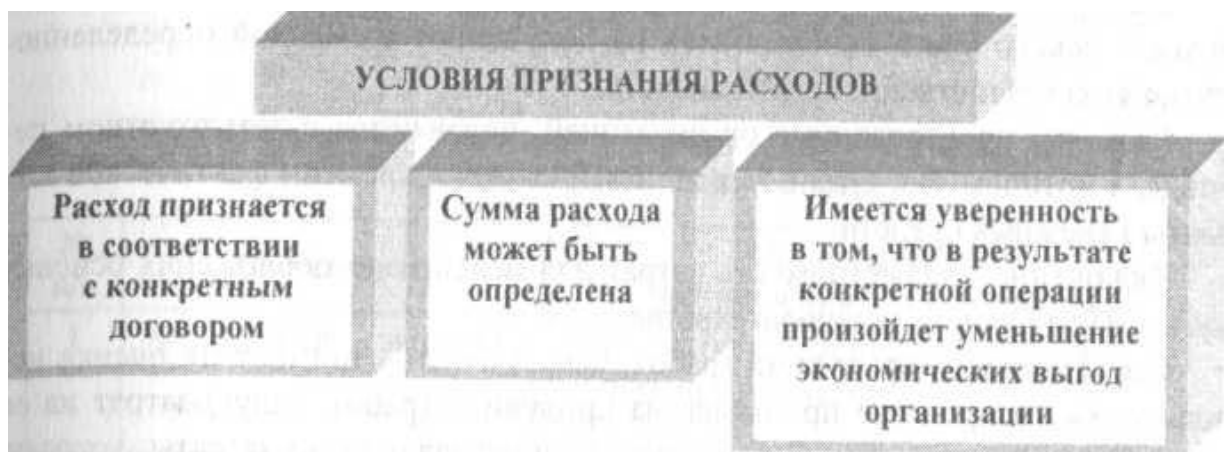 УСЛОВИЯ ПРИЗНАНИЯ РАСХОДОВ
Расход признается
в соответствии
с конкретным
договором
Сумма расхода
может быть
определена
Имеется уверенность
в том, что в результате
конкретной операции
произойдет уменьшение
экономических выгод
организации